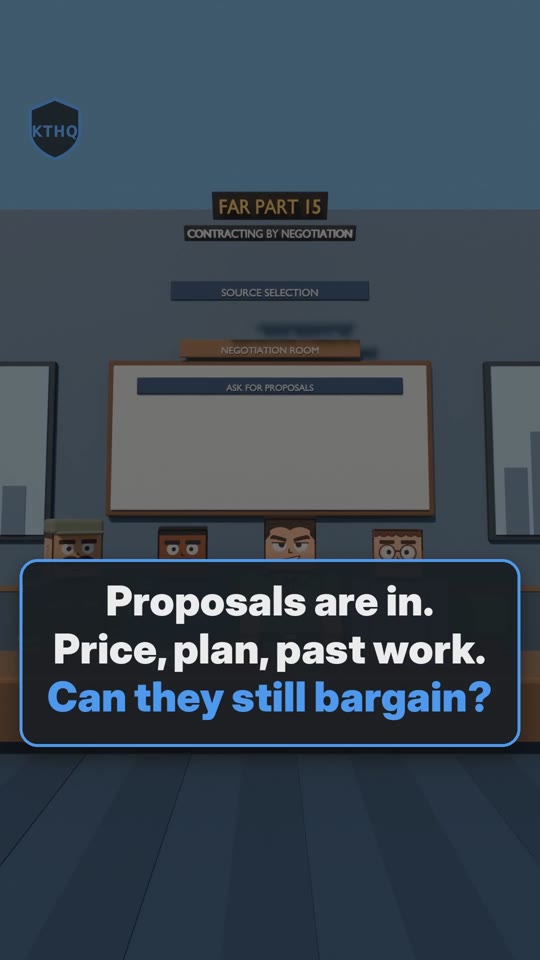 KTHQ
FAR PART 15
CONTRACTING BY NEGOTIATION
SOURCE SELECTION
NEGOTIATION ROOM
ASK FOR PROPOSALS
Proposals are in.
Price, plan, past work.
Can they still bargain?